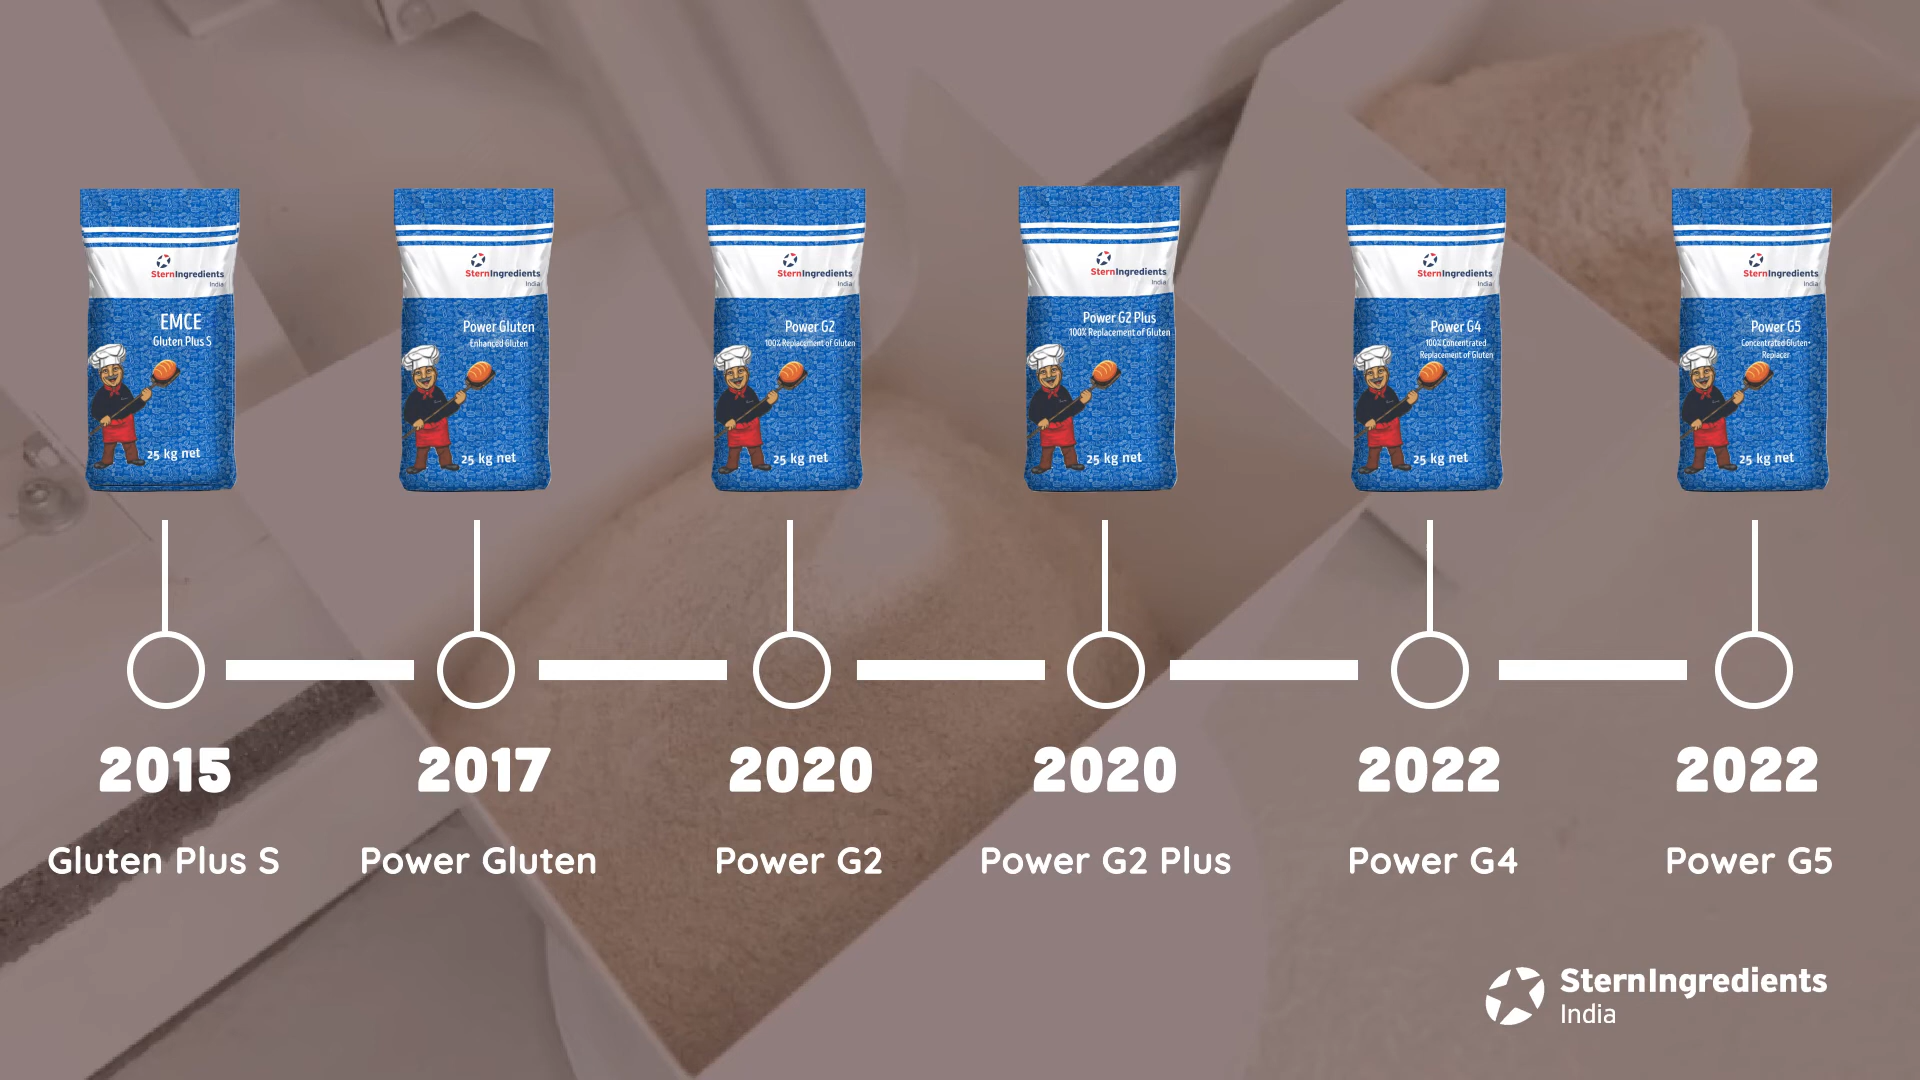 SternIngredients
India
EMCE
Gluten Plus S
25 kg net
SternIngredients
India
Power Gluten
Enhanced Gluten
25 kg net
SternIngredients
India
Power G2
100% Replacement of Gluten
25 kg net
SternIngredients
India
Power G2 Plus
100% Replacement of Gluten
25 kg net
SternIngredients
India
Power G4
100% Concentrated
Replacement of Gluten
25 kg net
SternIngredients
India
Power G5
Concentrated Gluten-
Replacer
25 kg net
2015
2017
2020
2020
2022
2022
Gluten Plus S
Power Gluten
Power G2
Power G2 Plus
Power G4
Power G5
SternIngredients
India